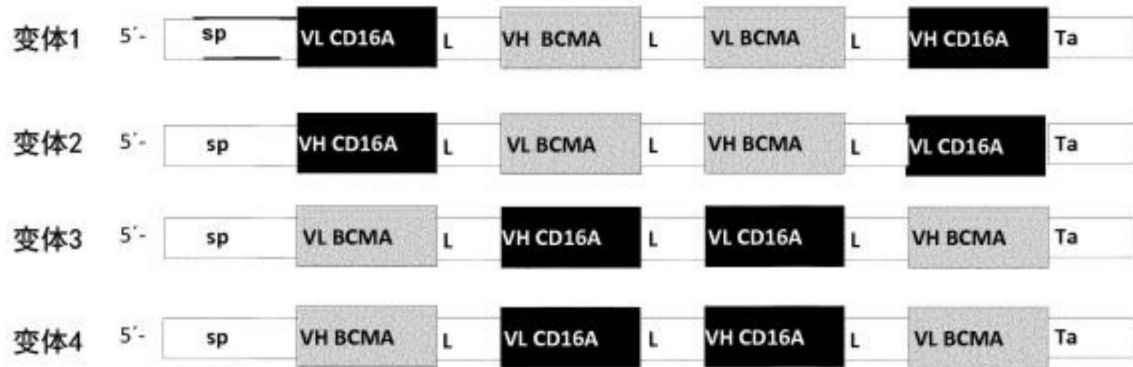 变体1 5´- sp VL CD16A L VH BCMA L VL BCMA L VH CD16A Ta
变体2 5´- sp VH CD16A L VL BCMA L VH BCMA L VL CD16A Ta
变体3 5´- sp VL BCMA L VH CD16A L VL CD16A L VH BCMA Ta
变体4 5´- sp VH BCMA L VL CD16A L VH CD16A L VL BCMA Ta